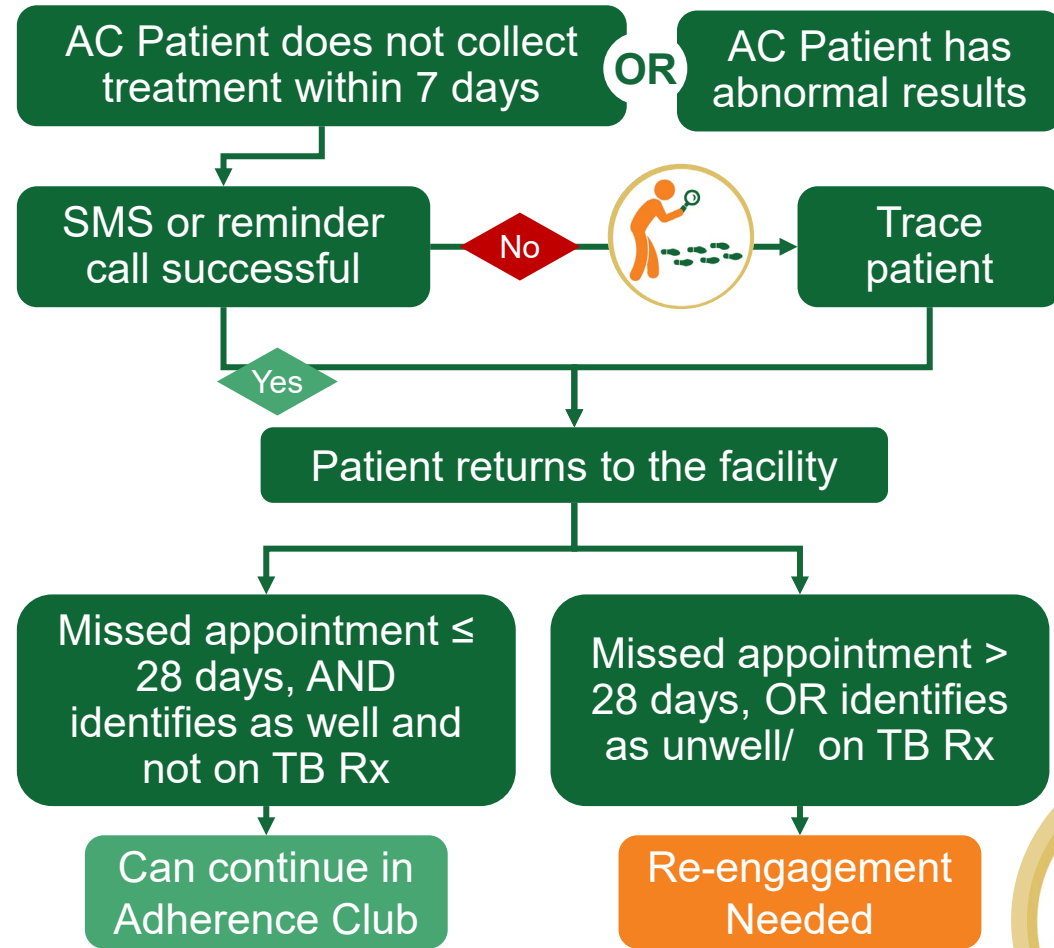 AC Patient does not collect
treatment within 7 days
OR
AC Patient has
abnormal results
SMS or reminder
call successful
No
Trace
patient
Yes
Patient returns to the facility
Missed appointment ≤
28 days, AND
identifies as well and
not on TB Rx
Missed appointment >
28 days, OR identifies
as unwell/  on TB Rx
Can continue in
Adherence Club
Re-engagement
Needed